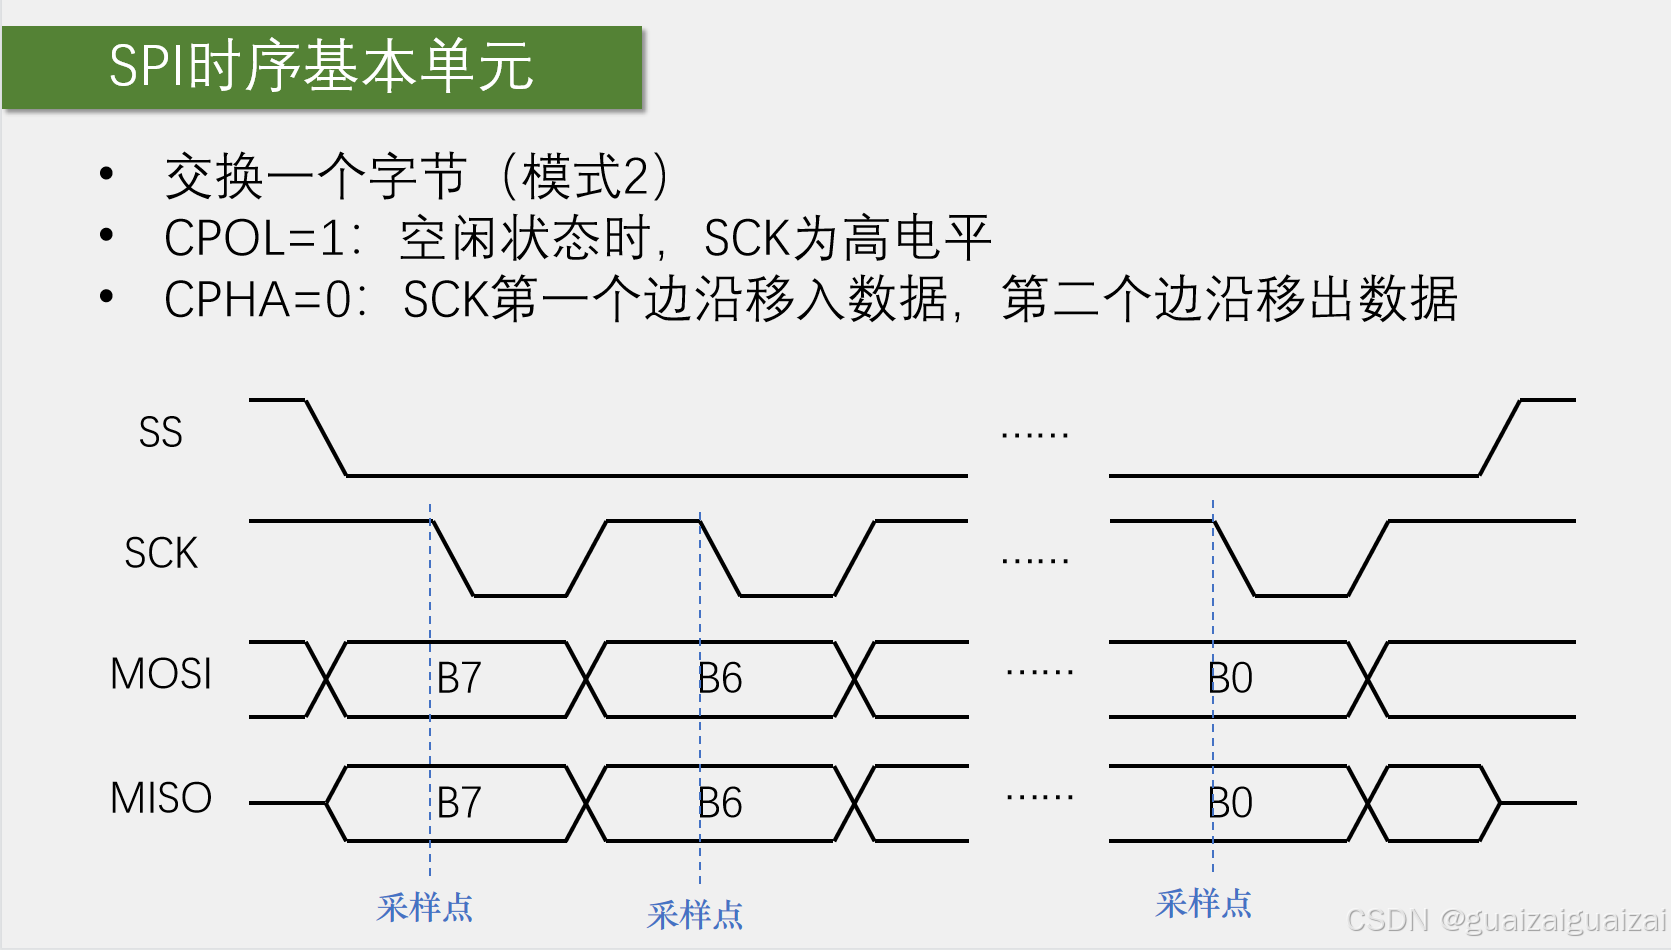 SPI时序基本单元
• 交换一个字节（模式2）
• CPOL=1：空闲状态时，SCK为高电平
• CPHA=0：SCK第一个边沿移入数据，第二个边沿移出数据
SS ……
SCK ……
MOSI B7 B6 …… B0
MISO B7 B6 …… B0
采样点 采样点 采样点
CSDN @guaizaiguaizai